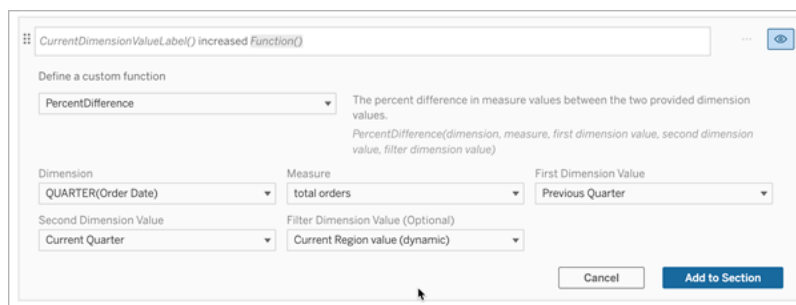 CurrentDimensionValueLabel() increased Function()
Define a custom function
PercentDifference
The percent difference in measure values between the two provided dimension
values.
PercentDifference(dimension, measure, first dimension value, second dimension
value, filter dimension value)
Dimension
Measure
First Dimension Value
QUARTER(Order Date)
total orders
Previous Quarter
Second Dimension Value
Filter Dimension Value (Optional)
Current Quarter
Current Region value (dynamic)
Cancel
Add to Section